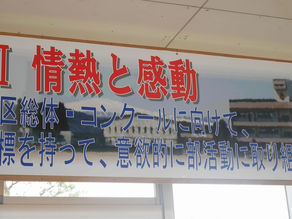 情熱と感動
区総体・コンクールに向けて、
標を持って、意欲的に部活動に取り組